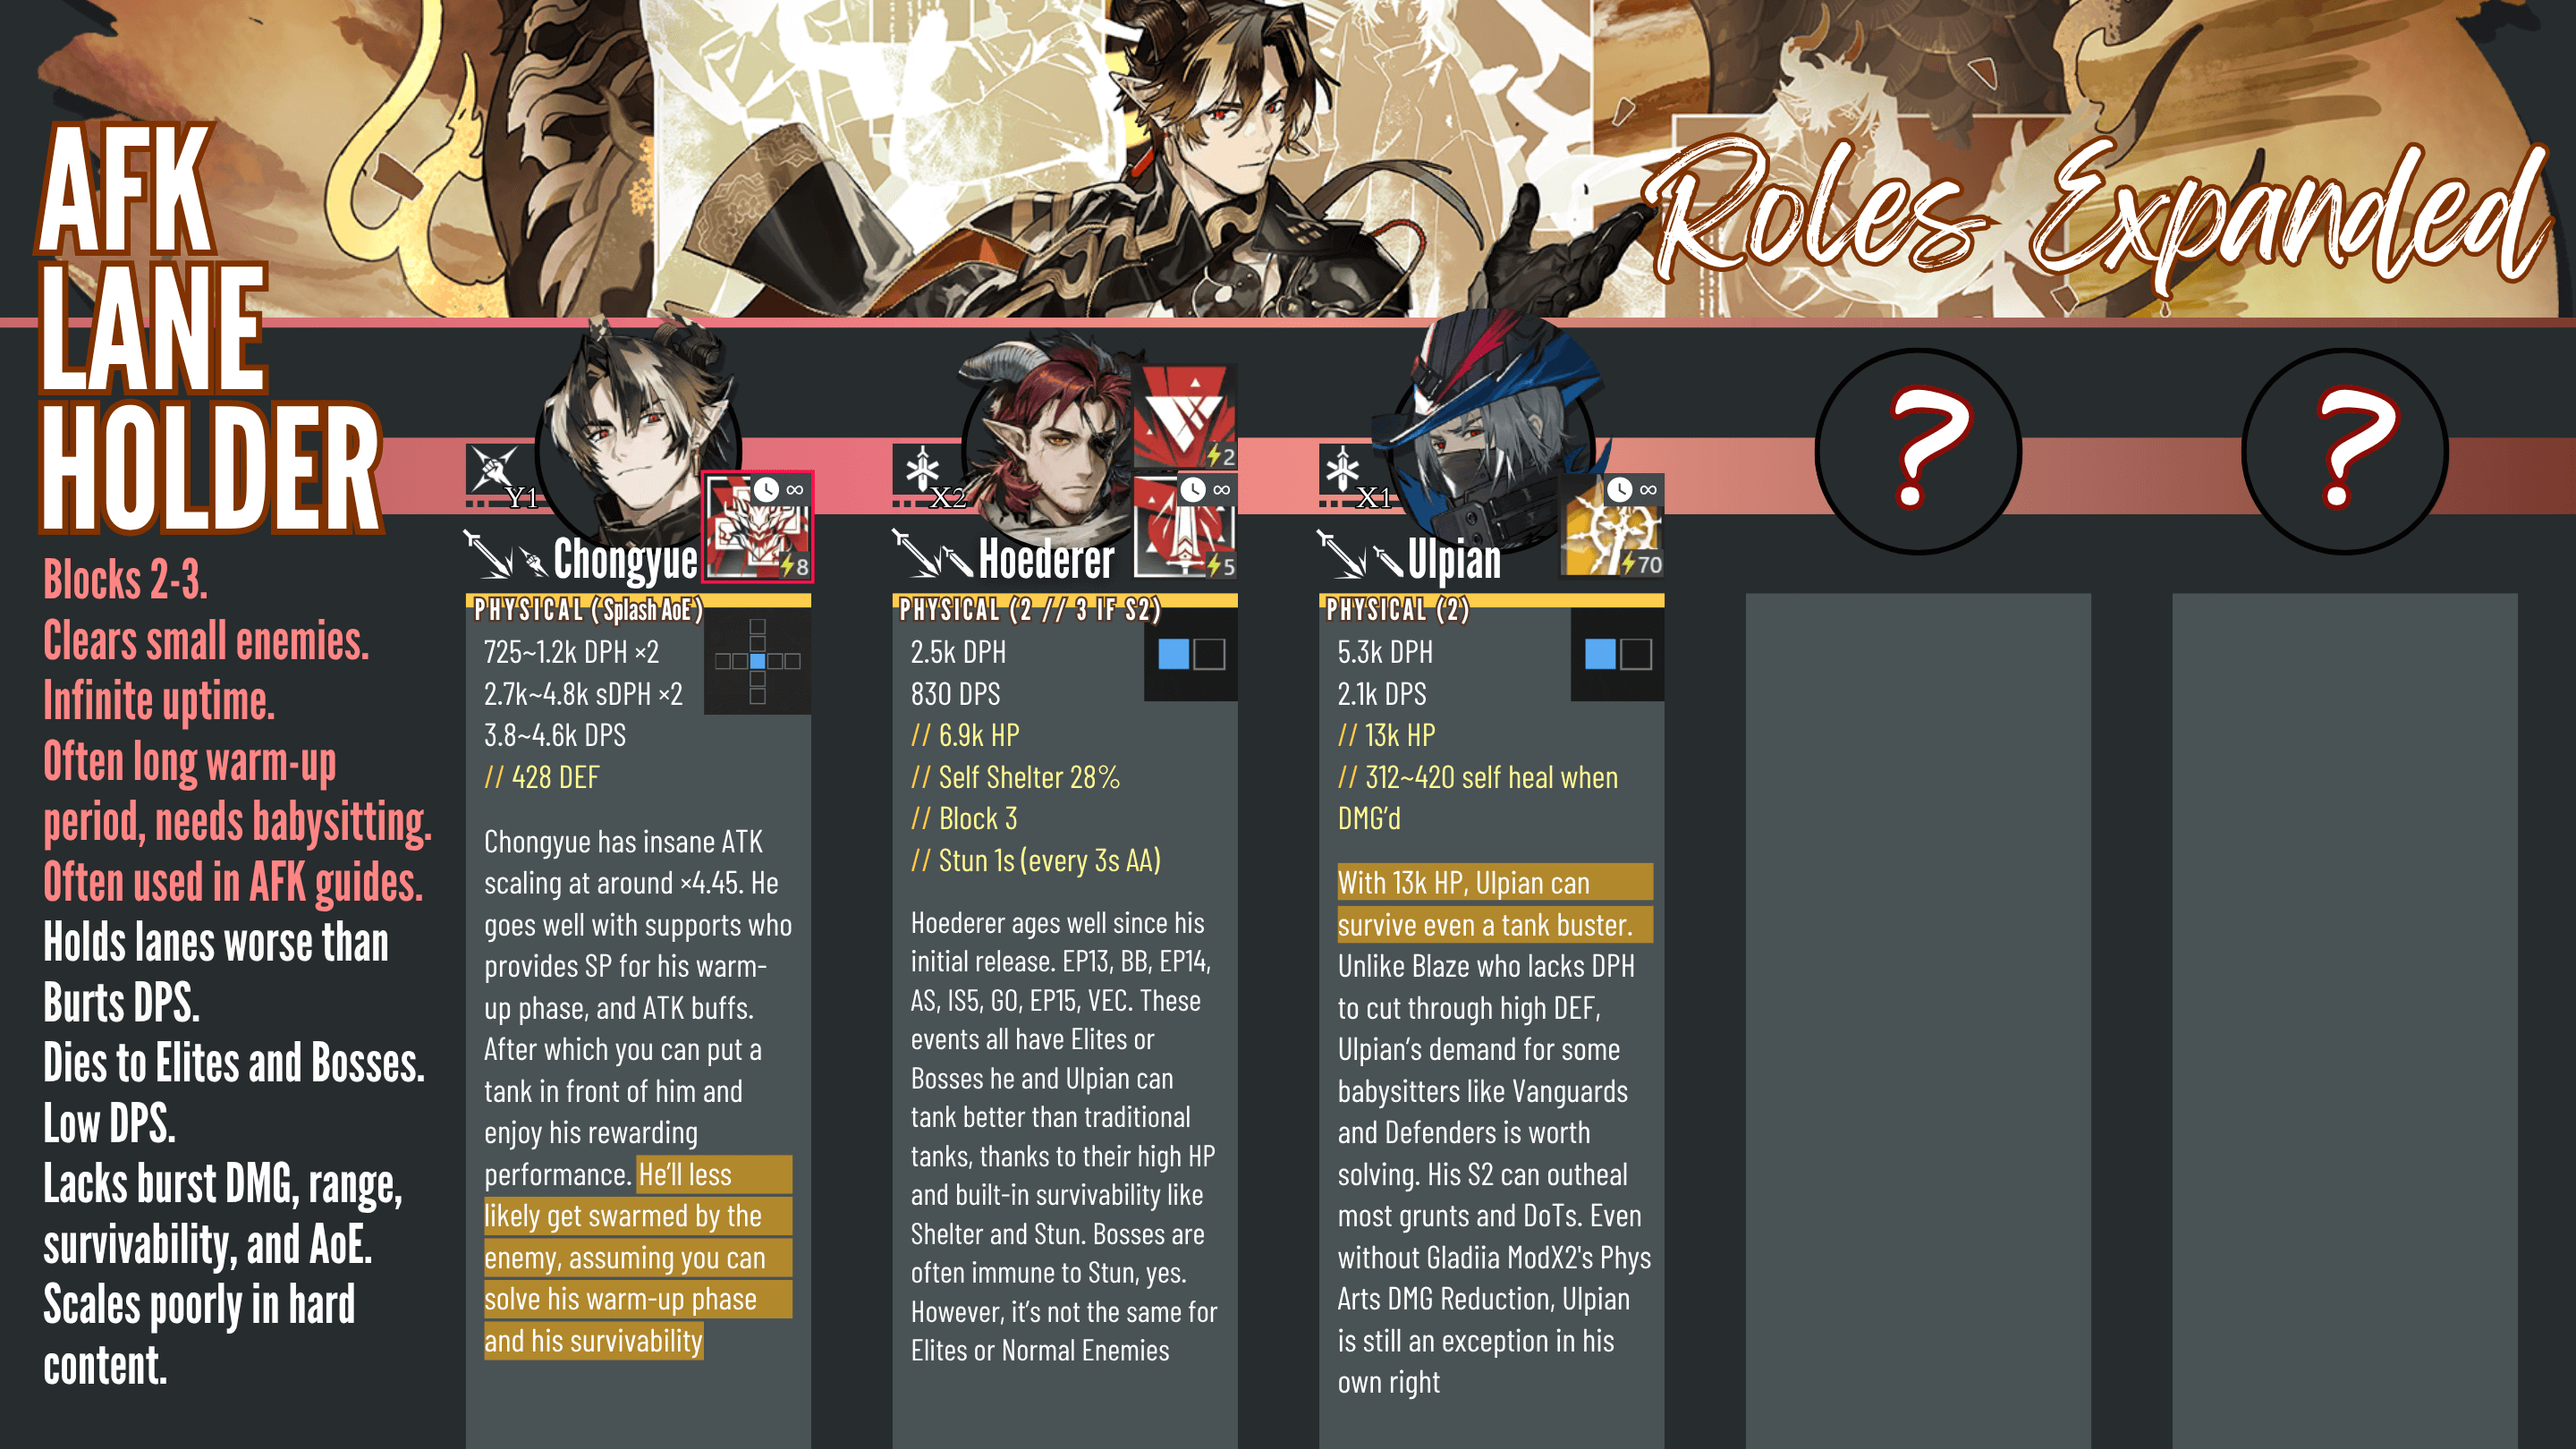 AFK
LANE
HOLDER
Roles Expanded
Blocks 2-3.
Clears small enemies.
Infinite uptime.
Often long warm-up
period, needs babysitting.
Often used in AFK guides.
Holds lanes worse than
Burts DPS.
Dies to Elites and Bosses.
Low DPS.
Lacks burst DMG, range,
survivability, and AoE.
Scales poorly in hard
content.
Y1
∞
8
Chongyue
PHYSICAL (Splash AoE)
725~1.2k DPH ×2
2.7k~4.8k sDPH ×2
3.8~4.6k DPS
// 428 DEF
Chongyue has insane ATK
scaling at around ×4.45. He
goes well with supports who
provides SP for his warm-
up phase, and ATK buffs.
After which you can put a
tank in front of him and
enjoy his rewarding
performance. He'll less
likely get swarmed by the
enemy, assuming you can
solve his warm-up phase
and his survivability
X2
2
∞
5
Hoederer
PHYSICAL (2 // 3 IF S2)
2.5k DPH
830 DPS
// 6.9k HP
// Self Shelter 28%
// Block 3
// Stun 1s (every 3s AA)
Hoederer ages well since his
initial release. EP13, BB, EP14,
AS, IS5, GO, EP15, VEC. These
events all have Elites or
Bosses he and Ulpian can
tank better than traditional
tanks, thanks to their high HP
and built-in survivability like
Shelter and Stun. Bosses are
often immune to Stun, yes.
However, it's not the same for
Elites or Normal Enemies
X1
∞
70
Ulpian
PHYSICAL (2)
5.3k DPH
2.1k DPS
// 13k HP
// 312~420 self heal when
DMG'd
With 13k HP, Ulpian can
survive even a tank buster.
Unlike Blaze who lacks DPH
to cut through high DEF,
Ulpian's demand for some
babysitters like Vanguards
and Defenders is worth
solving. His S2 can outheal
most grunts and DoTs. Even
without Gladiia ModX2's Phys
Arts DMG Reduction, Ulpian
is still an exception in his
own right
?
?